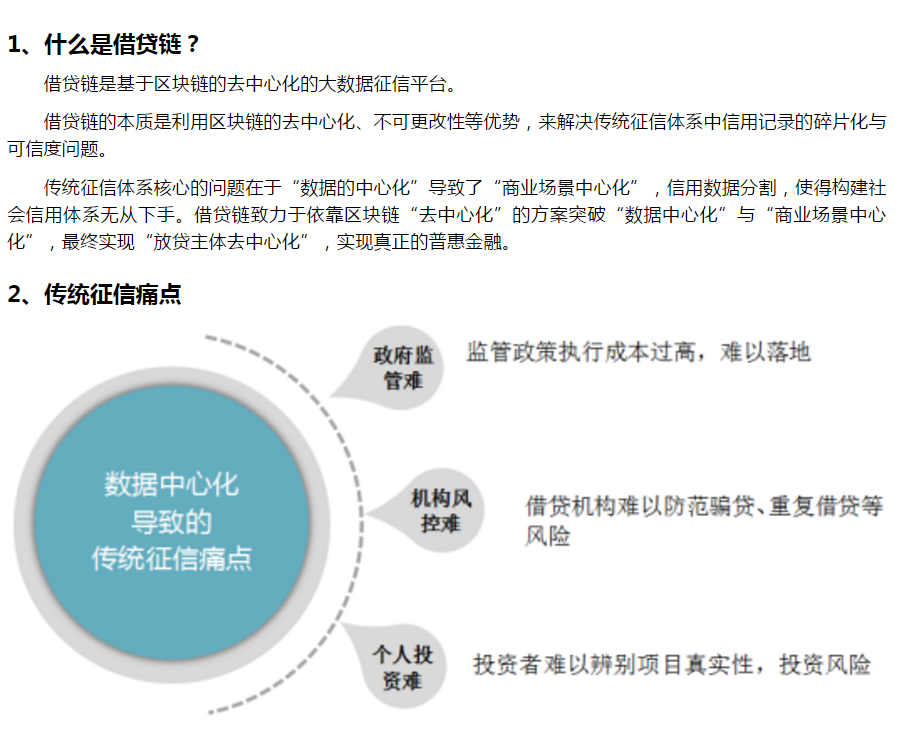 1、什么是借贷链？
借贷链是基于区块链的去中心化的大数据征信平台。
借贷链的本质是利用区块链的去中心化、不可更改性等优势，来解决传统征信体系中信用记录的碎片化与
可信度问题。
传统征信体系核心的问题在于“数据的中心化”导致了“商业场景中心化”，信用数据分割，使得构建社
会信用体系无从下手。借贷链致力于依靠区块链“去中心化”的方案突破“数据中心化”与“商业场景中心
化”，最终实现“放贷主体去中心化”，实现真正的普惠金融。
2、传统征信痛点
数据中心化
导致的
传统征信痛点
政府监
管难
监管政策执行成本过高，难以落地
机构风
控难
借贷机构难以防范骗贷、重复借贷等
风险
个人投
资难
投资者难以辨别项目真实性，投资风险